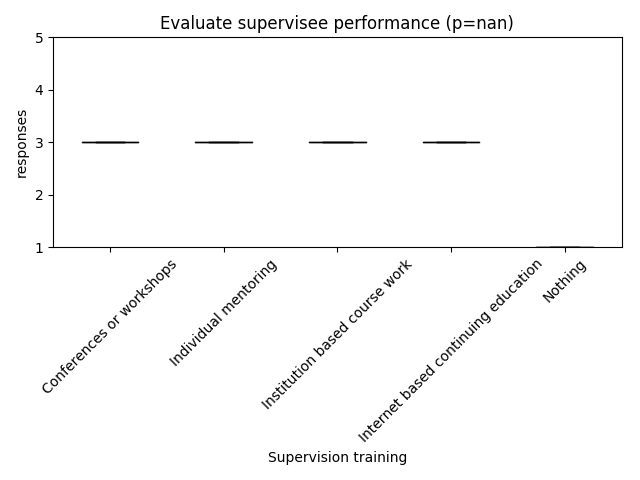 Evaluate supervisee performance (p=nan)
5
4
3
2
1
responses
Conferences or workshops
Individual mentoring
Institution based course work
Internet based continuing education
Nothing
Supervision training